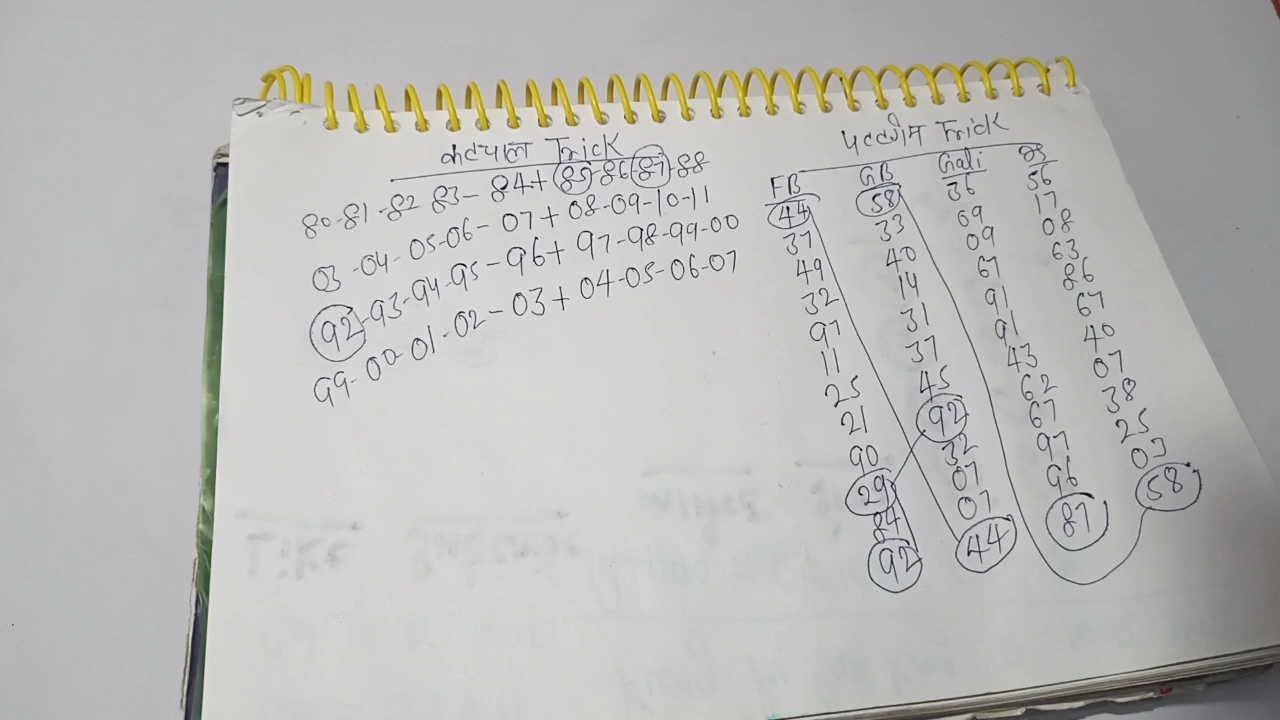 कटपाल Trick
80-81-82 83-84+85-86-87-88
03-04-05-06-07+08-09-10-11
92-93-94-95-96+97-98-99-00
99-00-01-02-03+04-05-06-07
Trick
FB GB Gali
44 58 36 56
37 33 69 17
49 40 09 08
32 14 67 63
97 31 91 86
11 37 91 67
25 45 43 40
21 92 62 07
90 32 67 38
29 07 97 25
84 07 96 07
92 44 87 58